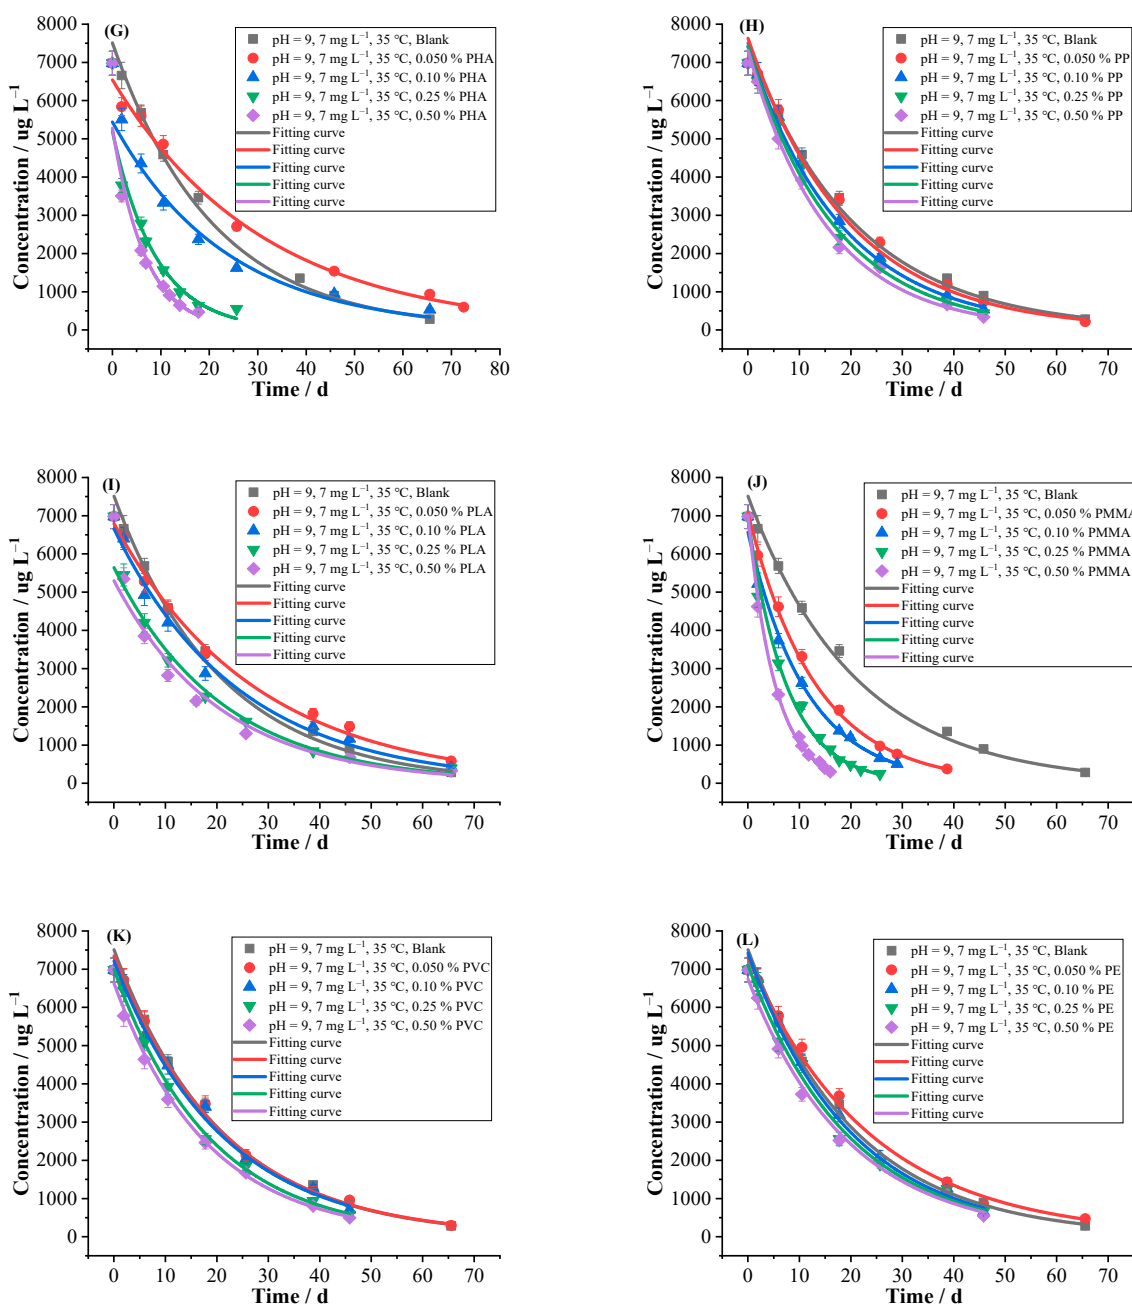 (G)
pH = 9, 7 mg L⁻¹, 35 ℃, Blank
pH = 9, 7 mg L⁻¹, 35 ℃, 0.050 % PHA
pH = 9, 7 mg L⁻¹, 35 ℃, 0.10 % PHA
pH = 9, 7 mg L⁻¹, 35 ℃, 0.25 % PHA
pH = 9, 7 mg L⁻¹, 35 ℃, 0.50 % PHA
Fitting curve
Fitting curve
Fitting curve
Fitting curve
Fitting curve
Concentration / ug L⁻¹
8000
7000
6000
5000
4000
3000
2000
1000
0
0 10 20 30 40 50 60 70 80
Time / d
(H)
pH = 9, 7 mg L⁻¹, 35 ℃, Blank
pH = 9, 7 mg L⁻¹, 35 ℃, 0.050 % PP
pH = 9, 7 mg L⁻¹, 35 ℃, 0.10 % PP
pH = 9, 7 mg L⁻¹, 35 ℃, 0.25 % PP
pH = 9, 7 mg L⁻¹, 35 ℃, 0.50 % PP
Fitting curve
Fitting curve
Fitting curve
Fitting curve
Fitting curve
Concentration / ug L⁻¹
8000
7000
6000
5000
4000
3000
2000
1000
0
0 10 20 30 40 50 60 70
Time / d
(I)
pH = 9, 7 mg L⁻¹, 35 ℃, Blank
pH = 9, 7 mg L⁻¹, 35 ℃, 0.050 % PLA
pH = 9, 7 mg L⁻¹, 35 ℃, 0.10 % PLA
pH = 9, 7 mg L⁻¹, 35 ℃, 0.25 % PLA
pH = 9, 7 mg L⁻¹, 35 ℃, 0.50 % PLA
Fitting curve
Fitting curve
Fitting curve
Fitting curve
Fitting curve
Concentration / ug L⁻¹
8000
7000
6000
5000
4000
3000
2000
1000
0
0 10 20 30 40 50 60 70
Time / d
(J)
pH = 9, 7 mg L⁻¹, 35 ℃, Blank
pH = 9, 7 mg L⁻¹, 35 ℃, 0.050 % PMMA
pH = 9, 7 mg L⁻¹, 35 ℃, 0.10 % PMMA
pH = 9, 7 mg L⁻¹, 35 ℃, 0.25 % PMMA
pH = 9, 7 mg L⁻¹, 35 ℃, 0.50 % PMMA
Fitting curve
Fitting curve
Fitting curve
Fitting curve
Fitting curve
Concentration / ug L⁻¹
8000
7000
6000
5000
4000
3000
2000
1000
0
0 10 20 30 40 50 60 70
Time / d
(K)
pH = 9, 7 mg L⁻¹, 35 ℃, Blank
pH = 9, 7 mg L⁻¹, 35 ℃, 0.050 % PVC
pH = 9, 7 mg L⁻¹, 35 ℃, 0.10 % PVC
pH = 9, 7 mg L⁻¹, 35 ℃, 0.25 % PVC
pH = 9, 7 mg L⁻¹, 35 ℃, 0.50 % PVC
Fitting curve
Fitting curve
Fitting curve
Fitting curve
Fitting curve
Concentration / ug L⁻¹
8000
7000
6000
5000
4000
3000
2000
1000
0
0 10 20 30 40 50 60 70
Time / d
(L)
pH = 9, 7 mg L⁻¹, 35 ℃, Blank
pH = 9, 7 mg L⁻¹, 35 ℃, 0.050 % PE
pH = 9, 7 mg L⁻¹, 35 ℃, 0.10 % PE
pH = 9, 7 mg L⁻¹, 35 ℃, 0.25 % PE
pH = 9, 7 mg L⁻¹, 35 ℃, 0.50 % PE
Fitting curve
Fitting curve
Fitting curve
Fitting curve
Fitting curve
Concentration / ug L⁻¹
8000
7000
6000
5000
4000
3000
2000
1000
0
0 10 20 30 40 50 60 70
Time / d